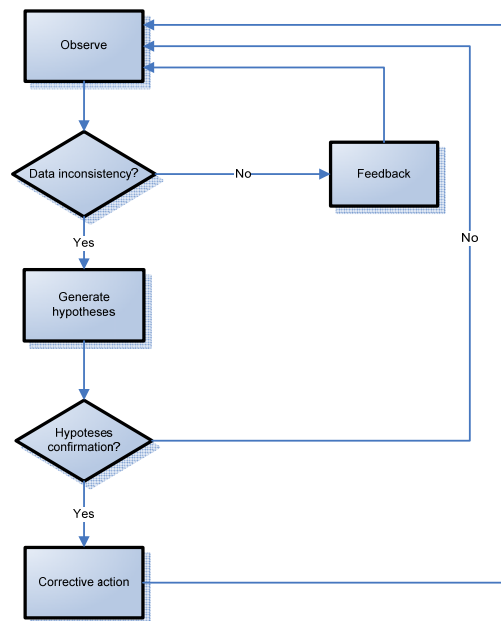 Observe
Data inconsistency?
No
Feedback
Yes
No
Generate
hypotheses
Hypoteses
confirmation?
Yes
Corrective action